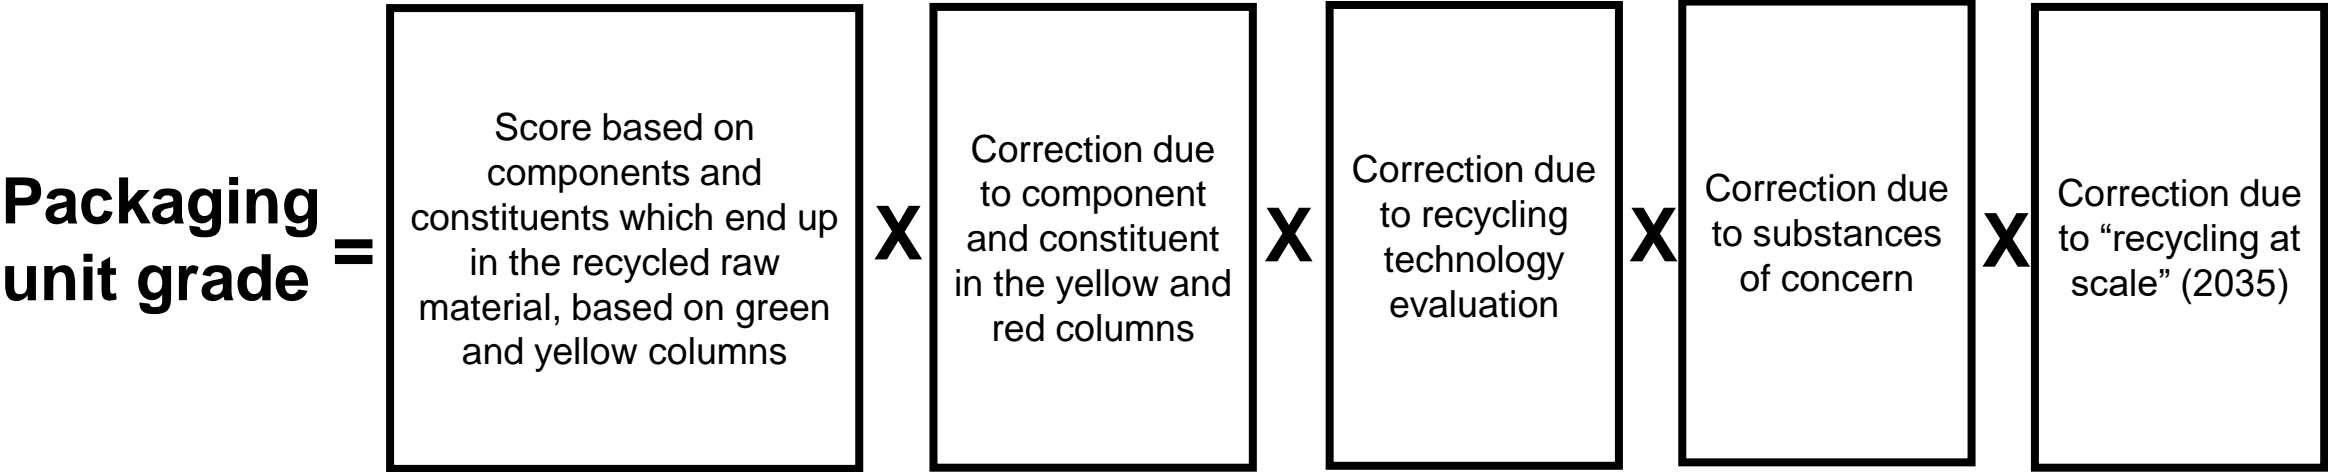 Packaging
unit grade
=
Score based on
components and
constituents which end up
in the recycled raw
material, based on green
and yellow columns
X
Correction due
to component
and constituent
in the yellow and
red columns
X
Correction due
to recycling
technology
evaluation
X
Correction due
to substances
of concern
X
Correction due
to “recycling at
scale” (2035)